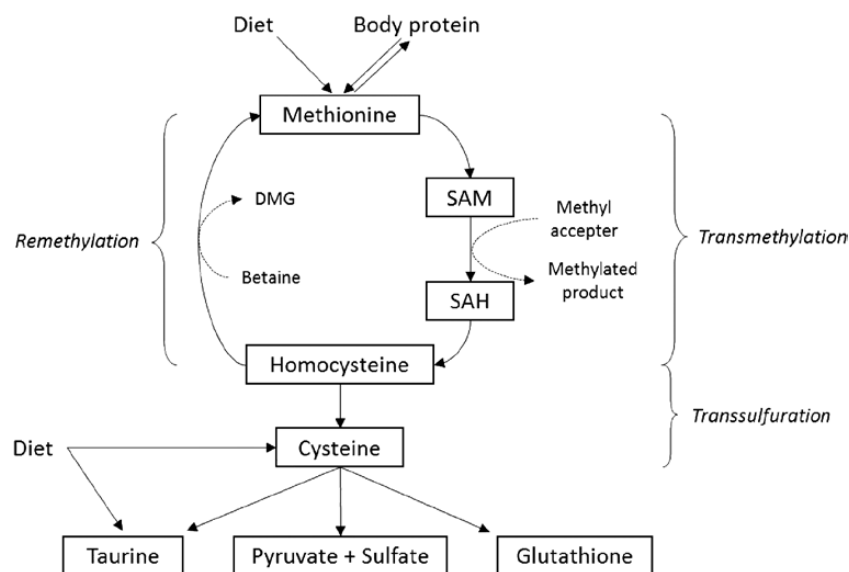 Diet
Body protein
Methionine
DMG
SAM
Methyl
accepter
Remethylation
Transmethylation
Betaine
Methylated
product
SAH
Homocysteine
Transsulfuration
Diet
Cysteine
Taurine
Pyruvate + Sulfate
Glutathione